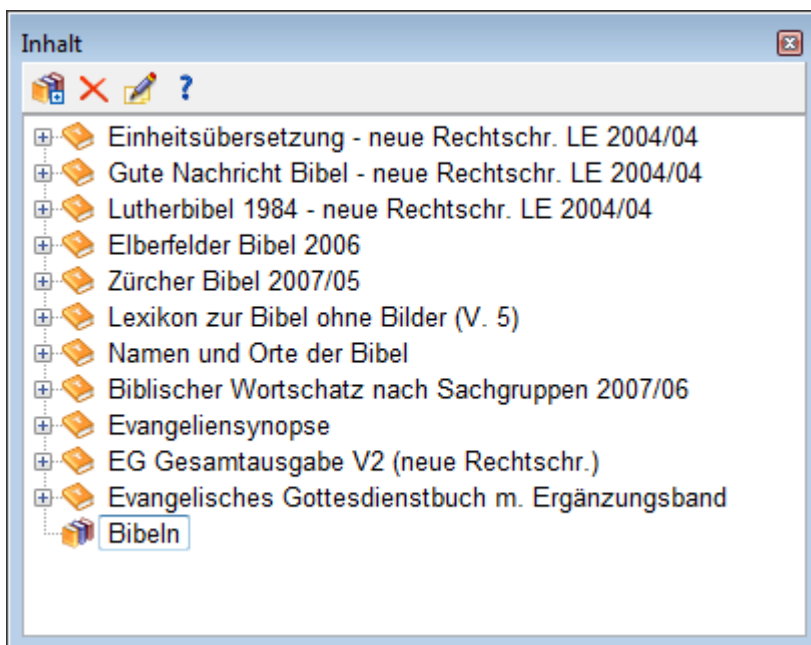 Inhalt
?
Einheitsübersetzung - neue Rechtschr. LE 2004/04
Gute Nachricht Bibel - neue Rechtschr. LE 2004/04
Lutherbibel 1984 - neue Rechtschr. LE 2004/04
Elberfelder Bibel 2006
Zürcher Bibel 2007/05
Lexikon zur Bibel ohne Bilder (V. 5)
Namen und Orte der Bibel
Biblischer Wortschatz nach Sachgruppen 2007/06
Evangeliensynopse
EG Gesamtausgabe V2 (neue Rechtschr.)
Evangelisches Gottesdienstbuch m. Ergänzungsband
Bibeln